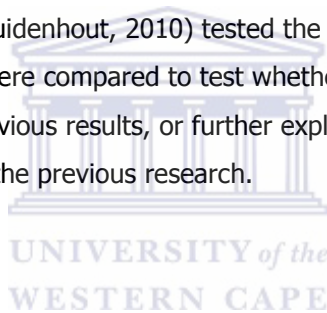 uidenhout, 2010) tested the
ere compared to test whethe
vious results, or further expl
the previous research.
UNIVERSITY of the
WESTERN CAPE